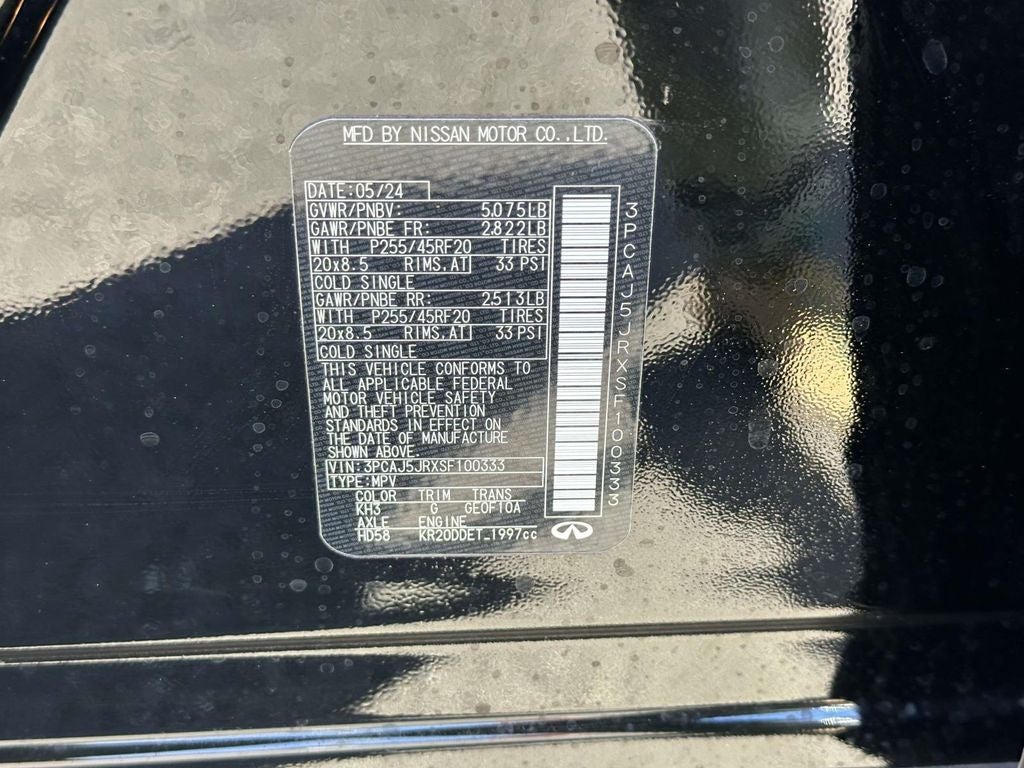 MFD BY NISSAN MOTOR CO.,LTD.
DATE:05/24
GVWR/PNBV: 5.075LB
GAWR/PNBE FR: 2.822LB
WITH P255/45RF20 TIRES
20x8.5 RIMS.AT 33 PSI
COLD SINGLE
GAWR/PNBE RR: 2.513LB
WITH P255/45RF20 TIRES
20x8.5 RIMS.AT 33 PSI
COLD SINGLE
THIS VEHICLE CONFORMS TO
ALL APPLICABLE FEDERAL
MOTOR VEHICLE SAFETY
AND THEFT PREVENTION
STANDARDS IN EFFECT ON
THE DATE OF MANUFACTURE
SHOWN ABOVE.
VIN:3PCAJ5JRXSF100333
TYPE:MPV
COLOR TRIM TRANS
KH3 G GE0F10A
AXLE ENGINE
HD58 KR20DDET_1997cc
3PCAJ5JRXSF100333